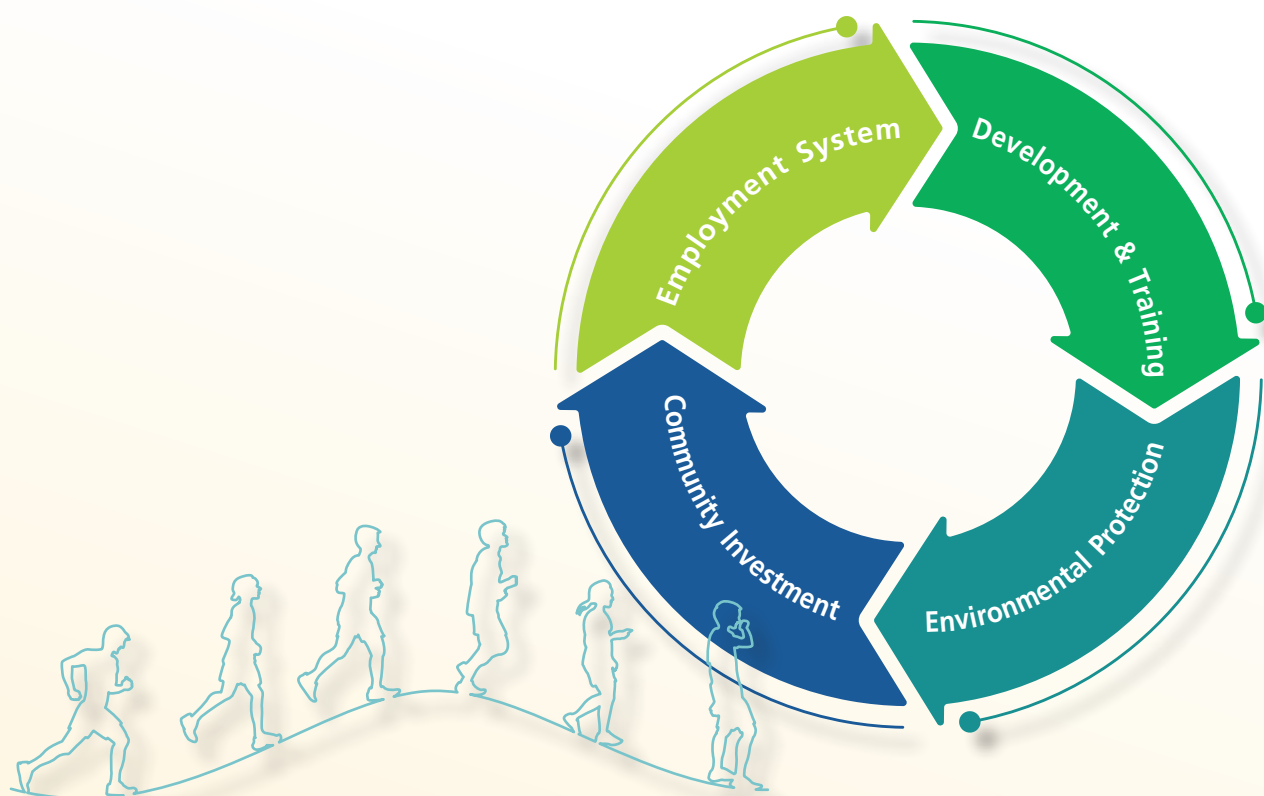 Employment System
Development & Training
Environmental Protection
Community Investment